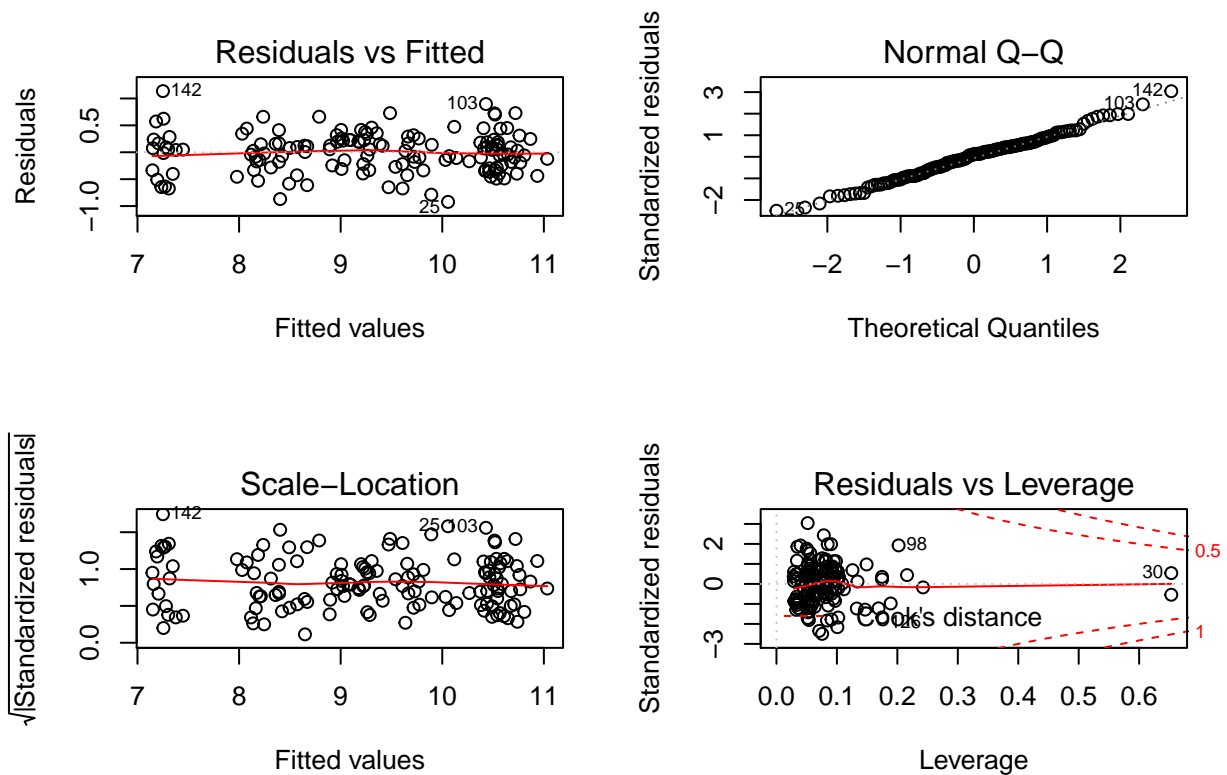 Residuals vs Fitted
Residuals
0.5
−1.0
142
103
25
7 8 9 10 11
Fitted values
Normal Q−Q
Standardized residuals
3
1
−2
142
103
25
−2 −1 0 1 2
Theoretical Quantiles
Scale−Location
√|Standardized residuals|
1.0
0.0
142
25
103
7 8 9 10 11
Fitted values
Residuals vs Leverage
Standardized residuals
2
0
−3
98
30
126
Cook's distance
0.5
1
0.0 0.1 0.2 0.3 0.4 0.5 0.6
Leverage